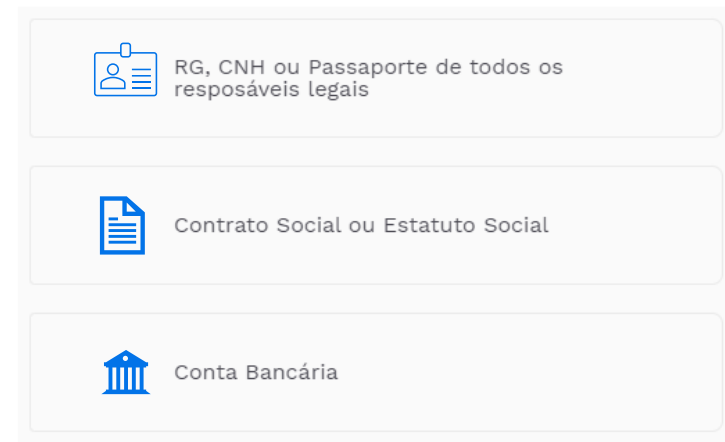 RG, CNH ou Passaporte de todos os
resposáveis legais
Contrato Social ou Estatuto Social
Conta Bancária